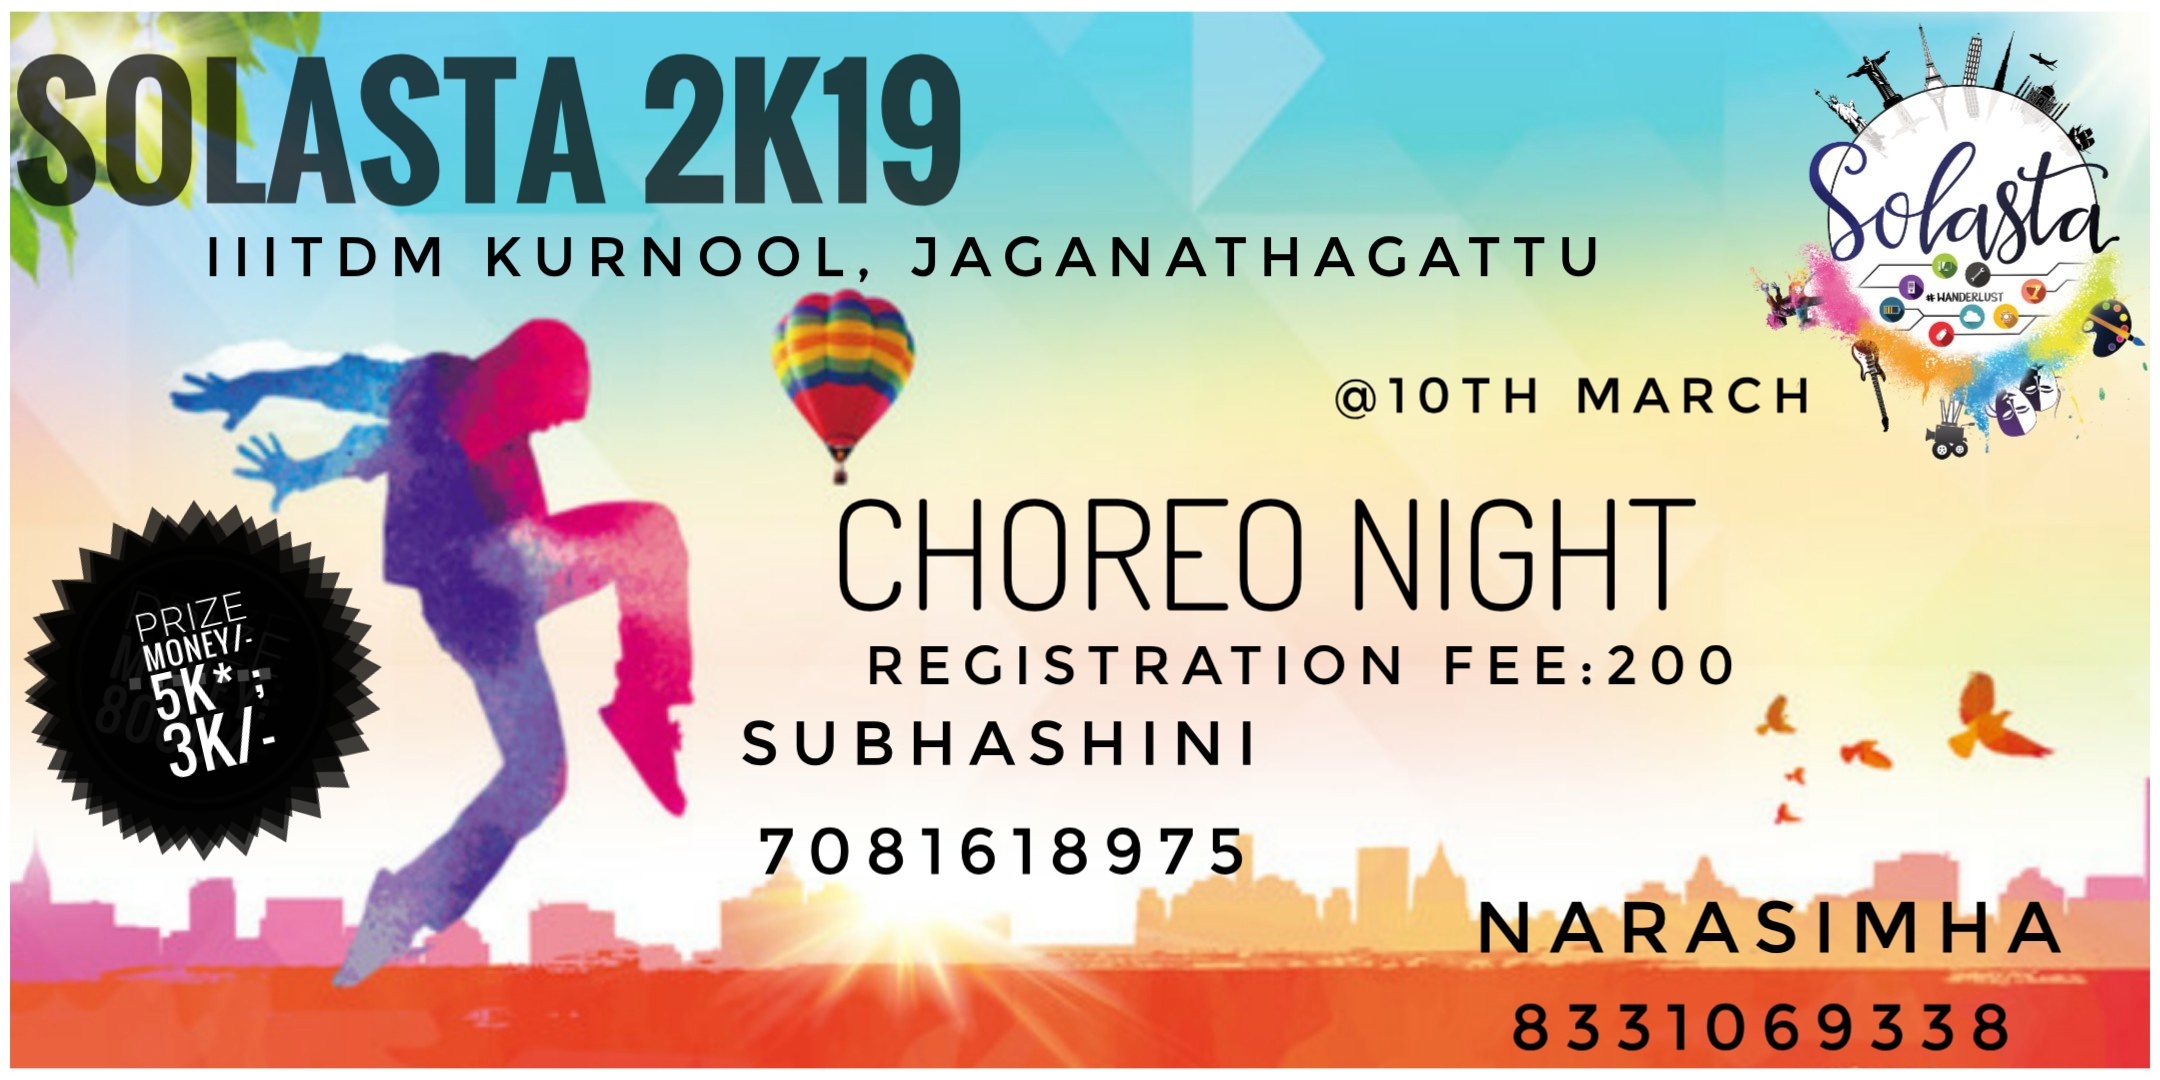 SOLASTA 2K19
IIITDM KURNOOL, JAGANATHAGATTU
Solasta
#WANDERLUST
@10TH MARCH
CHOREO NIGHT
REGISTRATION FEE:200
PRIZE
MONEY/-
5K* ;
3K/-
SUBHASHINI
7081618975
NARASIMHA
8331069338